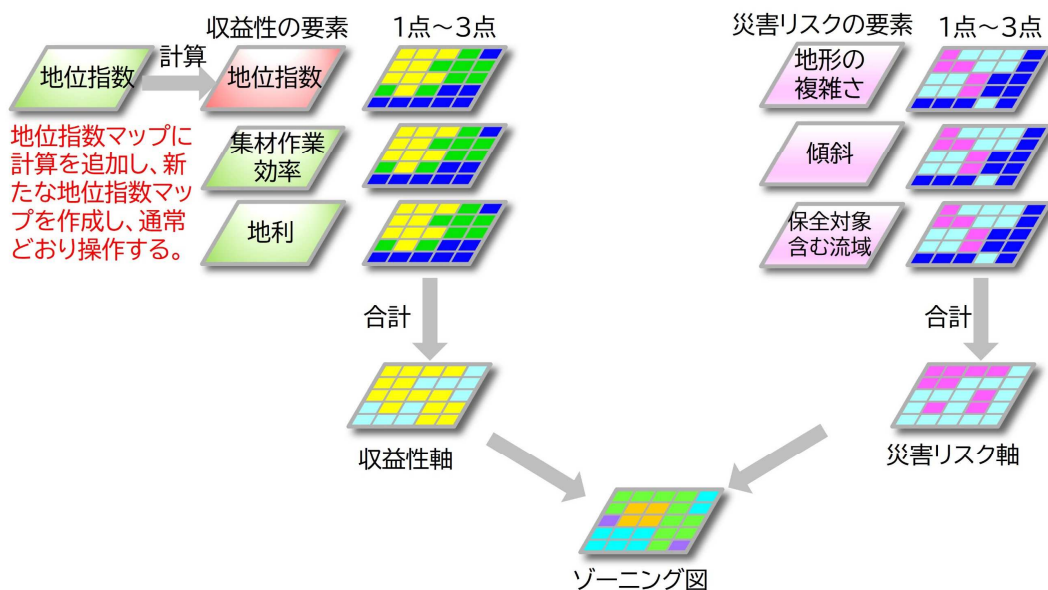 収益性の要素
1点～3点
地位指数
計算
地位指数
集材作業
効率
地利
地位指数マップに
計算を追加し、新
たな地位指数マッ
プを作成し、通常
どおり操作する。
合計
収益性軸
災害リスクの要素
1点～3点
地形の
複雑さ
傾斜
保全対象
含む流域
合計
災害リスク軸
ゾーニング図